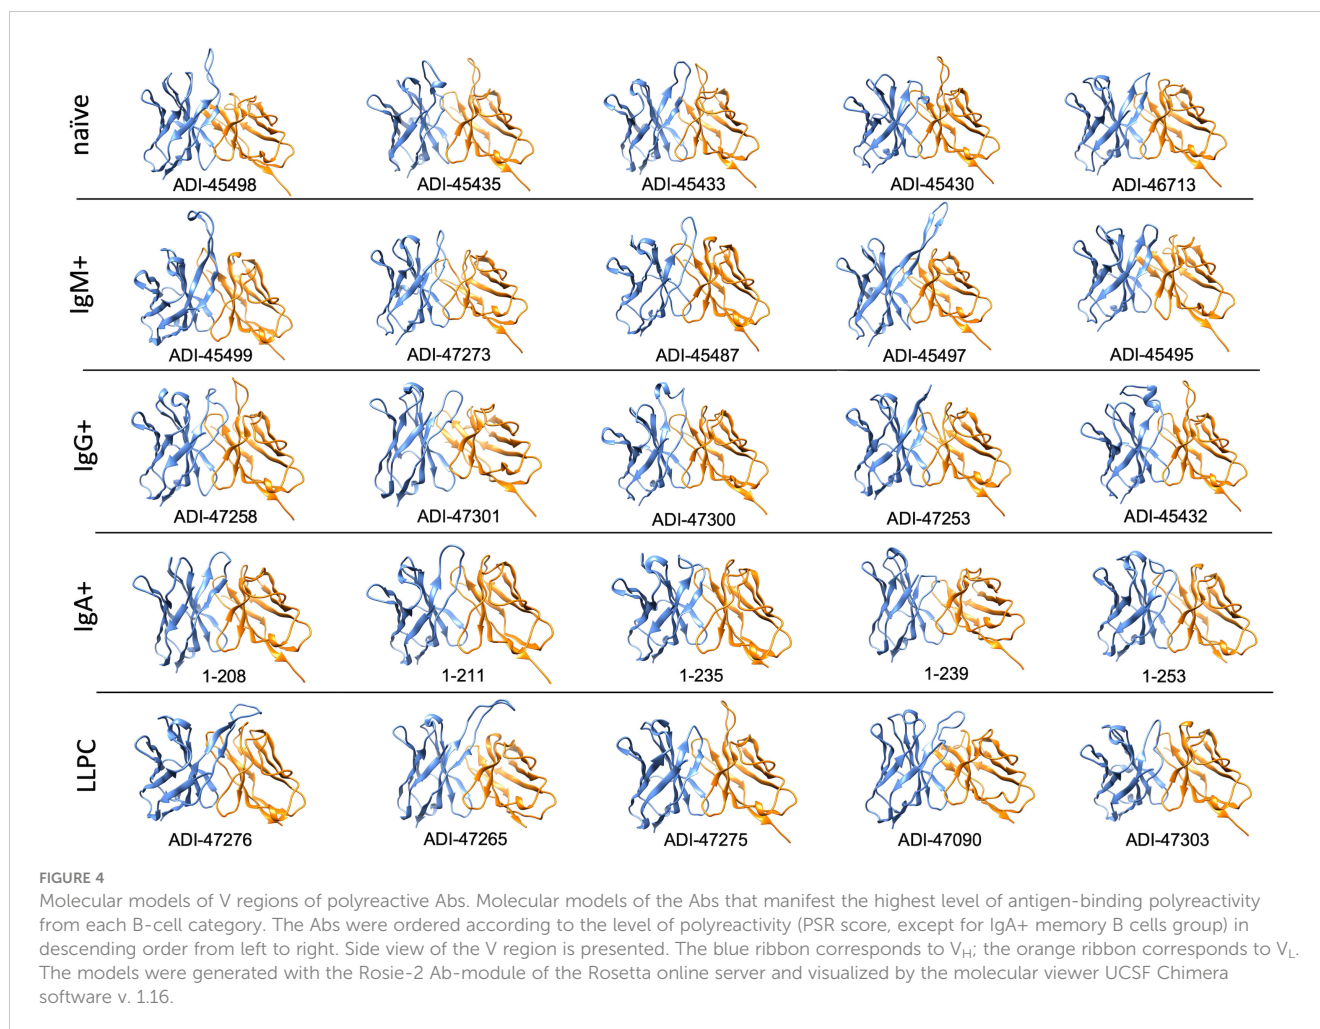 naïve
ADI-45498 ADI-45435 ADI-45433 ADI-45430 ADI-46713
IgM+
ADI-45499 ADI-47273 ADI-45487 ADI-45497 ADI-45495
IgG+
ADI-47258 ADI-47301 ADI-47300 ADI-47253 ADI-45432
IgA+
1-208 1-211 1-235 1-239 1-253
LLPC
ADI-47276 ADI-47265 ADI-47275 ADI-47090 ADI-47303
FIGURE 4
Molecular models of V regions of polyreactive Abs. Molecular models of the Abs that manifest the highest level of antigen-binding polyreactivity
from each B-cell category. The Abs were ordered according to the level of polyreactivity (PSR score, except for IgA+ memory B cells group) in
descending order from left to right. Side view of the V region is presented. The blue ribbon corresponds to VH; the orange ribbon corresponds to VL.
The models were generated with the Rosie-2 Ab-module of the Rosetta online server and visualized by the molecular viewer UCSF Chimera
software v. 1.16.